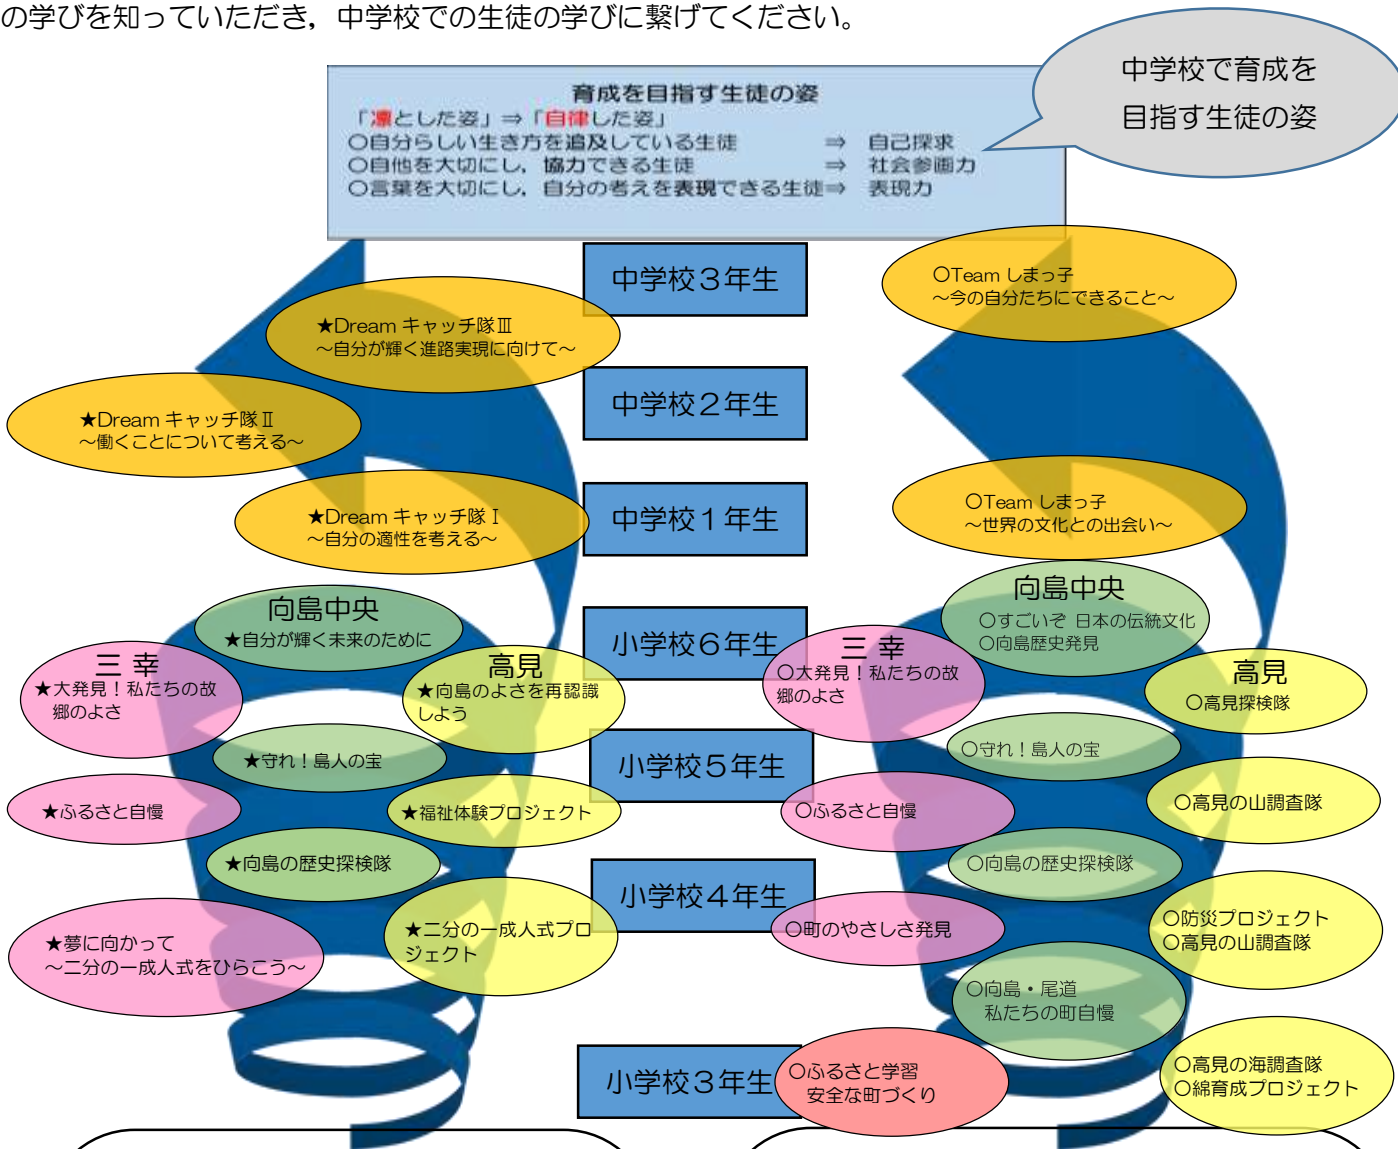 の学びを知っていただき，中学校での生徒の学びに繋げてください。
中学校で育成を
目指す生徒の姿
育成を目指す生徒の姿
「凛とした姿」⇒「自律した姿」
〇自分らしい生き方を追及している生徒　⇒　自己探求
〇自他を大切にし，協力できる生徒　⇒　社会参画力
〇言葉を大切にし，自分の考えを表現できる生徒⇒　表現力
中学校３年生
〇Team しまっ子
～今の自分たちにできること～
★Dream キャッチ隊Ⅲ
～自分が輝く進路実現に向けて～
中学校２年生
★Dream キャッチ隊Ⅱ
～働くことについて考える～
中学校１年生
★Dream キャッチ隊Ⅰ
～自分の適性を考える～
〇Team しまっ子
～世界の文化との出会い～
小学校６年生
向島中央
★自分が輝く未来のために
三 幸
★大発見！私たちの故
郷のよさ
高見
★向島のよさを再認識
しよう
向島中央
〇すごいぞ 日本の伝統文化
〇向島歴史発見
三 幸
〇大発見！私たちの故
郷のよさ
高見
〇高見探検隊
小学校５年生
★守れ！島人の宝
★ふるさと自慢
★福祉体験プロジェクト
〇守れ！島人の宝
〇ふるさと自慢
〇高見の山調査隊
小学校４年生
★向島の歴史探検隊
★夢に向かって
～二分の一成人式をひらこう～
★二分の一成人式プロ
ジェクト
〇向島の歴史探検隊
〇町のやさしさ発見
〇防災プロジェクト
〇高見の山調査隊
小学校３年生
〇向島・尾道
私たちの町自慢
〇ふるさと学習
安全な町づくり
〇高見の海調査隊
〇綿育成プロジェクト